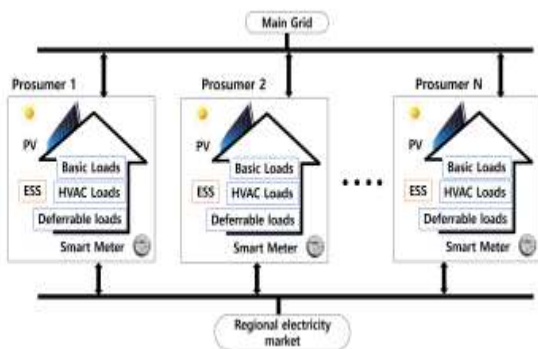 Main Grid
Prosumer 1
Prosumer 2
Prosumer N
PV
Basic Loads
ESS
HVAC Loads
Deferrable loads
Smart Meter
PV
Basic Loads
ESS
HVAC Loads
Deferrable loads
Smart Meter
PV
Basic Loads
ESS
HVAC Loads
Deferrable loads
Smart Meter
Regional electricity
market